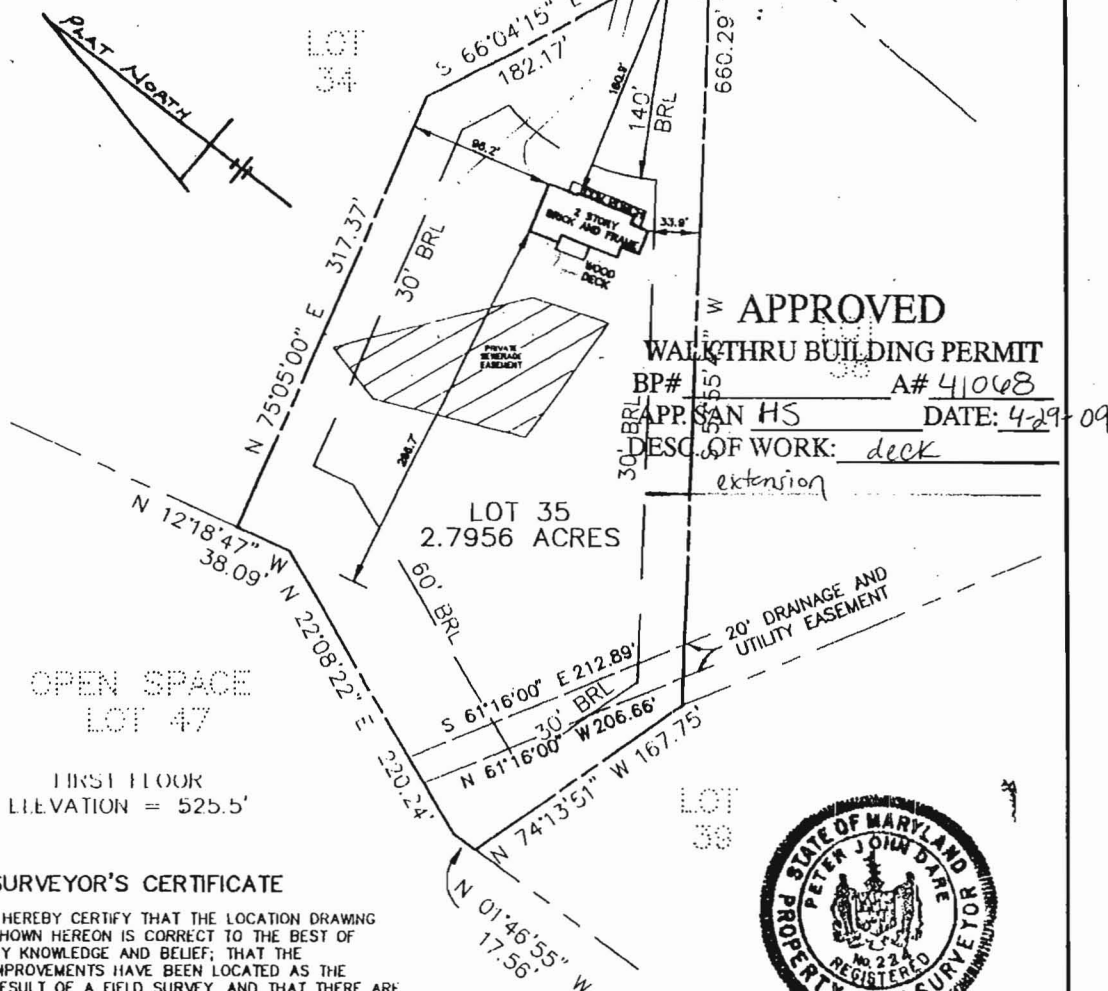 PLAT NORTH
LOT
34
S 66°04'15" E
182.17'
180.9'
140'
BRL
660.29'
96.2'
2 STORY
BRICK AND FRAME
33.9'
WOOD
DECK
N 75°05'00" E 317.37'
30' BRL
PRIVATE
SEWERAGE
EASEMENT
APPROVED
WALK-THRU BUILDING PERMIT
BP# A# 41068
APP. SAN HS DATE: 4-29-09
DESC. OF WORK: deck
extension
30' BRL
LOT 35
2.7956 ACRES
N 12°18'47" W
38.09'
60' BRL
20' DRAINAGE AND
UTILITY EASEMENT
N 22°08'22" E 220.24'
S 61°16'00" E 212.89'
30' BRL
N 61°16'00" W 206.66'
N 74°13'51" W 167.75'
OPEN SPACE
LOT 47
FIRST FLOOR
ELEVATION = 525.5'
LOT
39
N 01°46'55" W
17.56'
SURVEYOR'S CERTIFICATE
HEREBY CERTIFY THAT THE LOCATION DRAWING
SHOWN HEREON IS CORRECT TO THE BEST OF
MY KNOWLEDGE AND BELIEF; THAT THE
IMPROVEMENTS HAVE BEEN LOCATED AS THE
RESULT OF A FIELD SURVEY AND THAT THERE ARE
STATE OF MARYLAND
PETER JOHN DARE
No. 224
REGISTERED
PROPERTY SURVEYOR